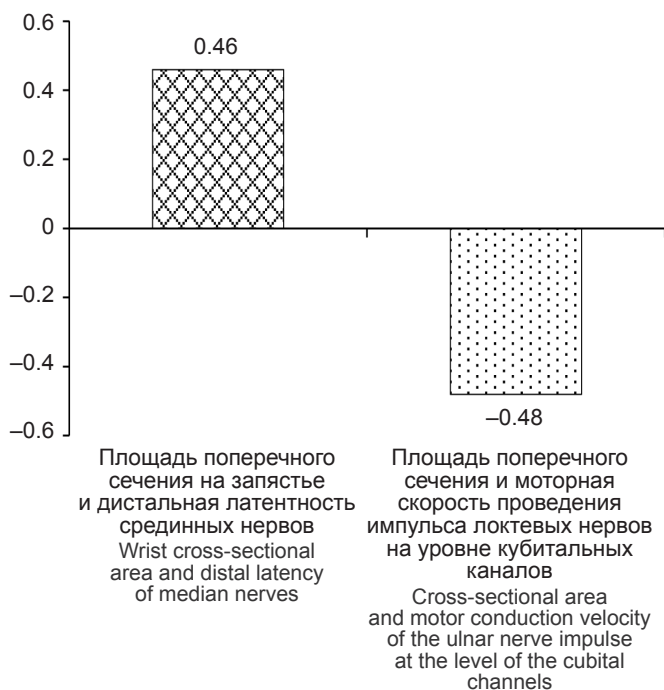 0.6
0.4
0.2
0
–0.2
–0.4
–0.6
0.46
–0.48
Площадь поперечного
сечения на запястье
и дистальная латентность
срединных нервов
Wrist cross-sectional
area and distal latency
of median nerves
Площадь поперечного
сечения и моторная
скорость проведения
импульса локтевых нервов
на уровне кубитальных
каналов
Cross-sectional area
and motor conduction velocity
of the ulnar nerve impulse
at the level of the cubital
channels